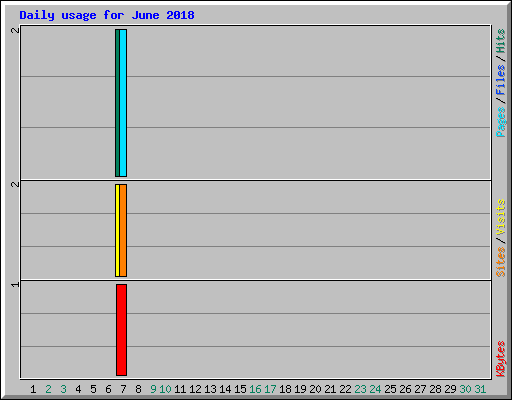 Daily usage for June 2018
2
2
1
Pages/Files/Hits
Sites/Visits
KBytes
1 2 3 4 5 6 7 8 9 10 11 12 13 14 15 16 17 18 19 20 21 22 23 24 25 26 27 28 29 30 31